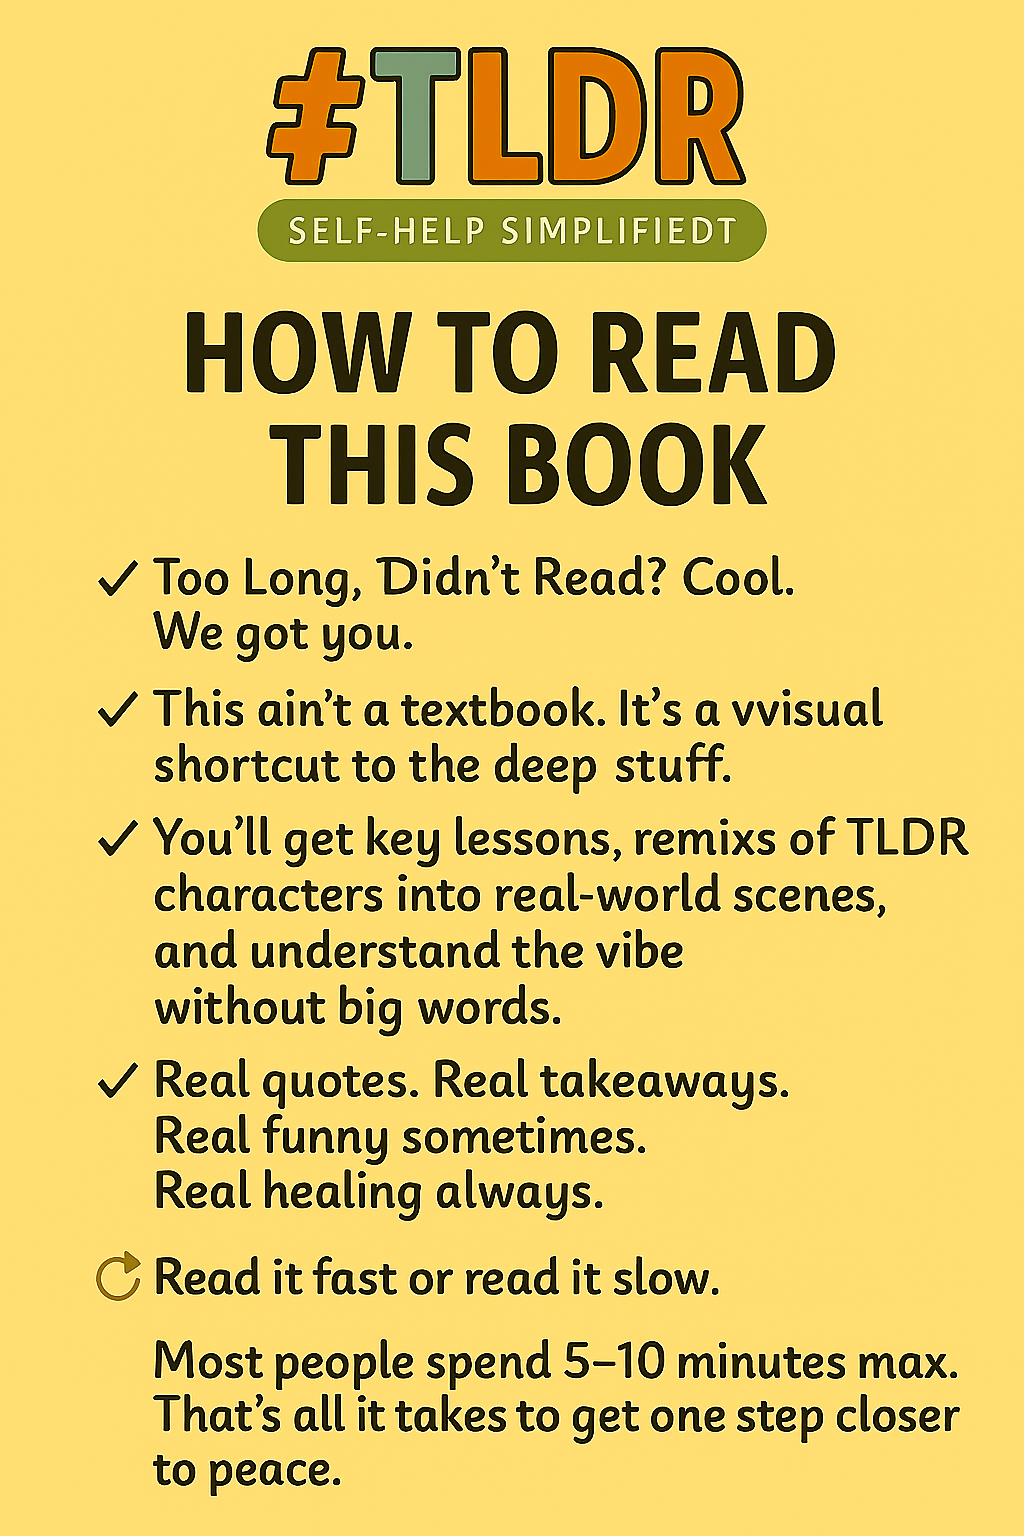 #TLDR
SELF-HELP SIMPLIFIEDT
HOW TO READ
THIS BOOK
✓ Too Long, Didn't Read? Cool.
We got you.
✓ This ain't a textbook. It's a vvisual
shortcut to the deep stuff.
✓ You'll get key lessons, remixs of TLDR
characters into real-world scenes,
and understand the vibe
without big words.
✓ Real quotes. Real takeaways.
Real funny sometimes.
Real healing always.
Read it fast or read it slow.
Most people spend 5–10 minutes max.
That's all it takes to get one step closer
to peace.